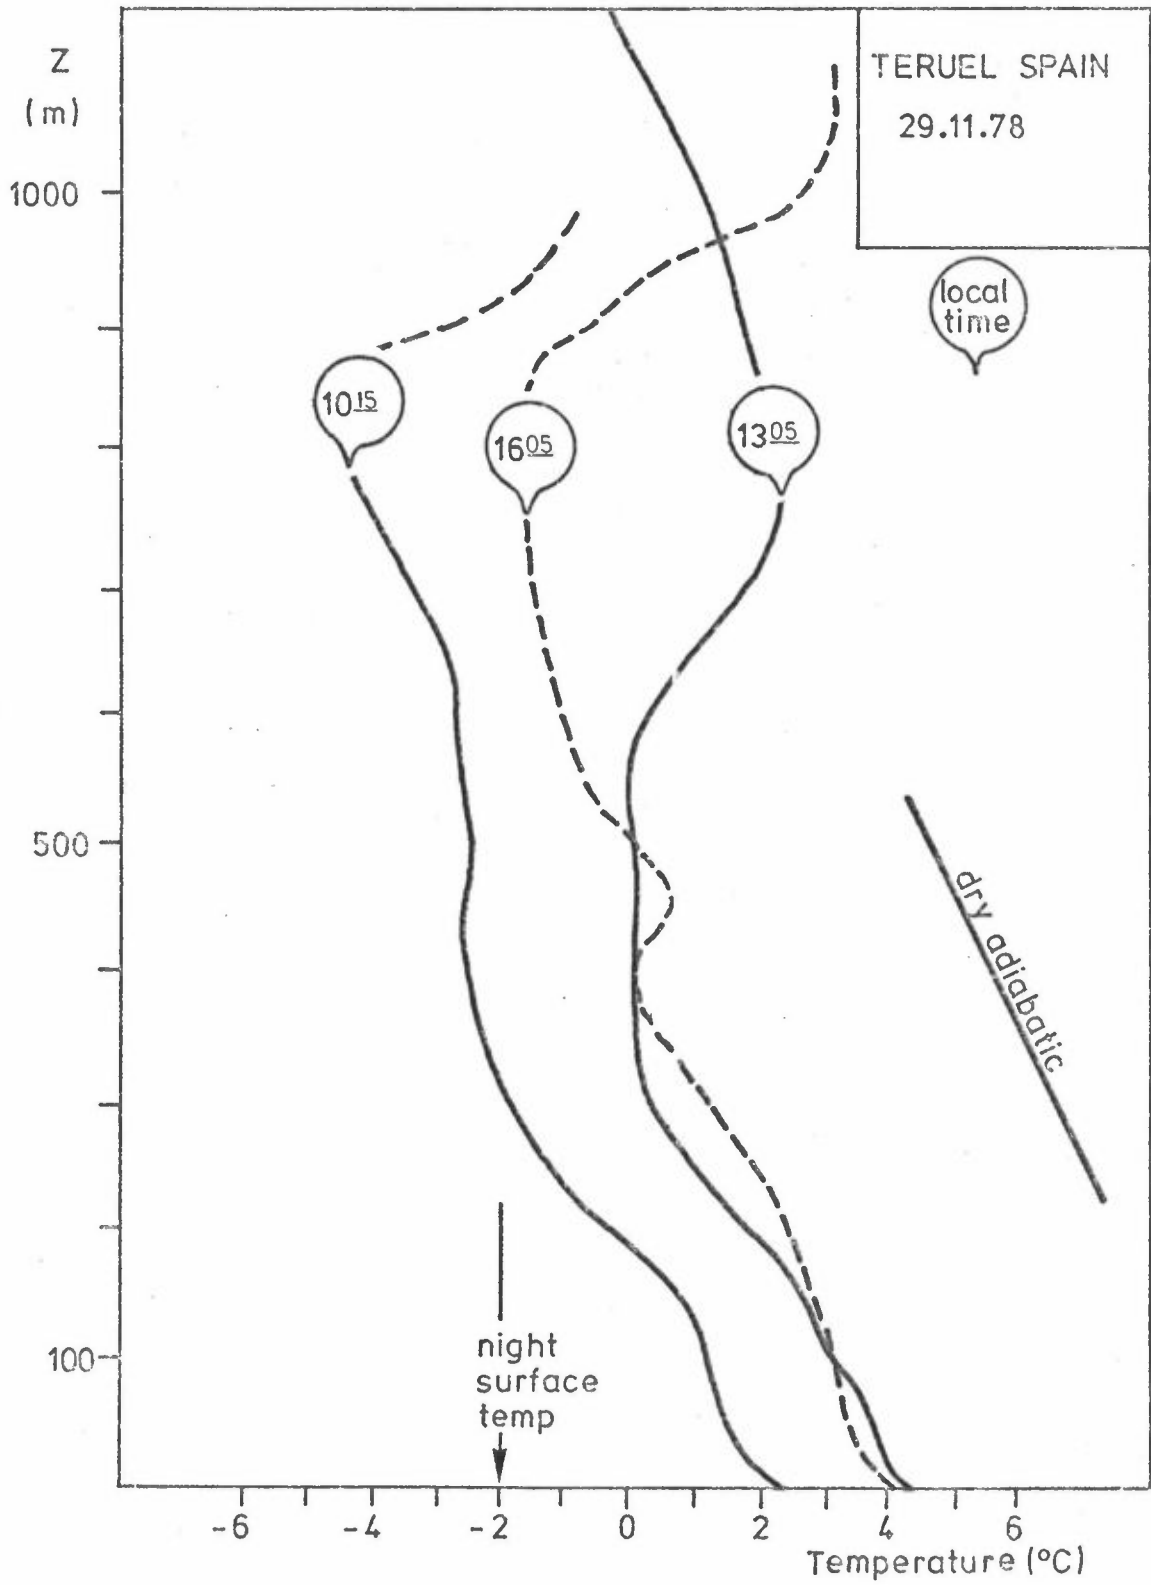 Z
(m)
TERUEL SPAIN
29.11.78
1000
local
time
10 15
16 05
13 05
500
dry adiabatic
100
night
surface
temp
-6 -4 -2 0 2 4 6
Temperature (°C)